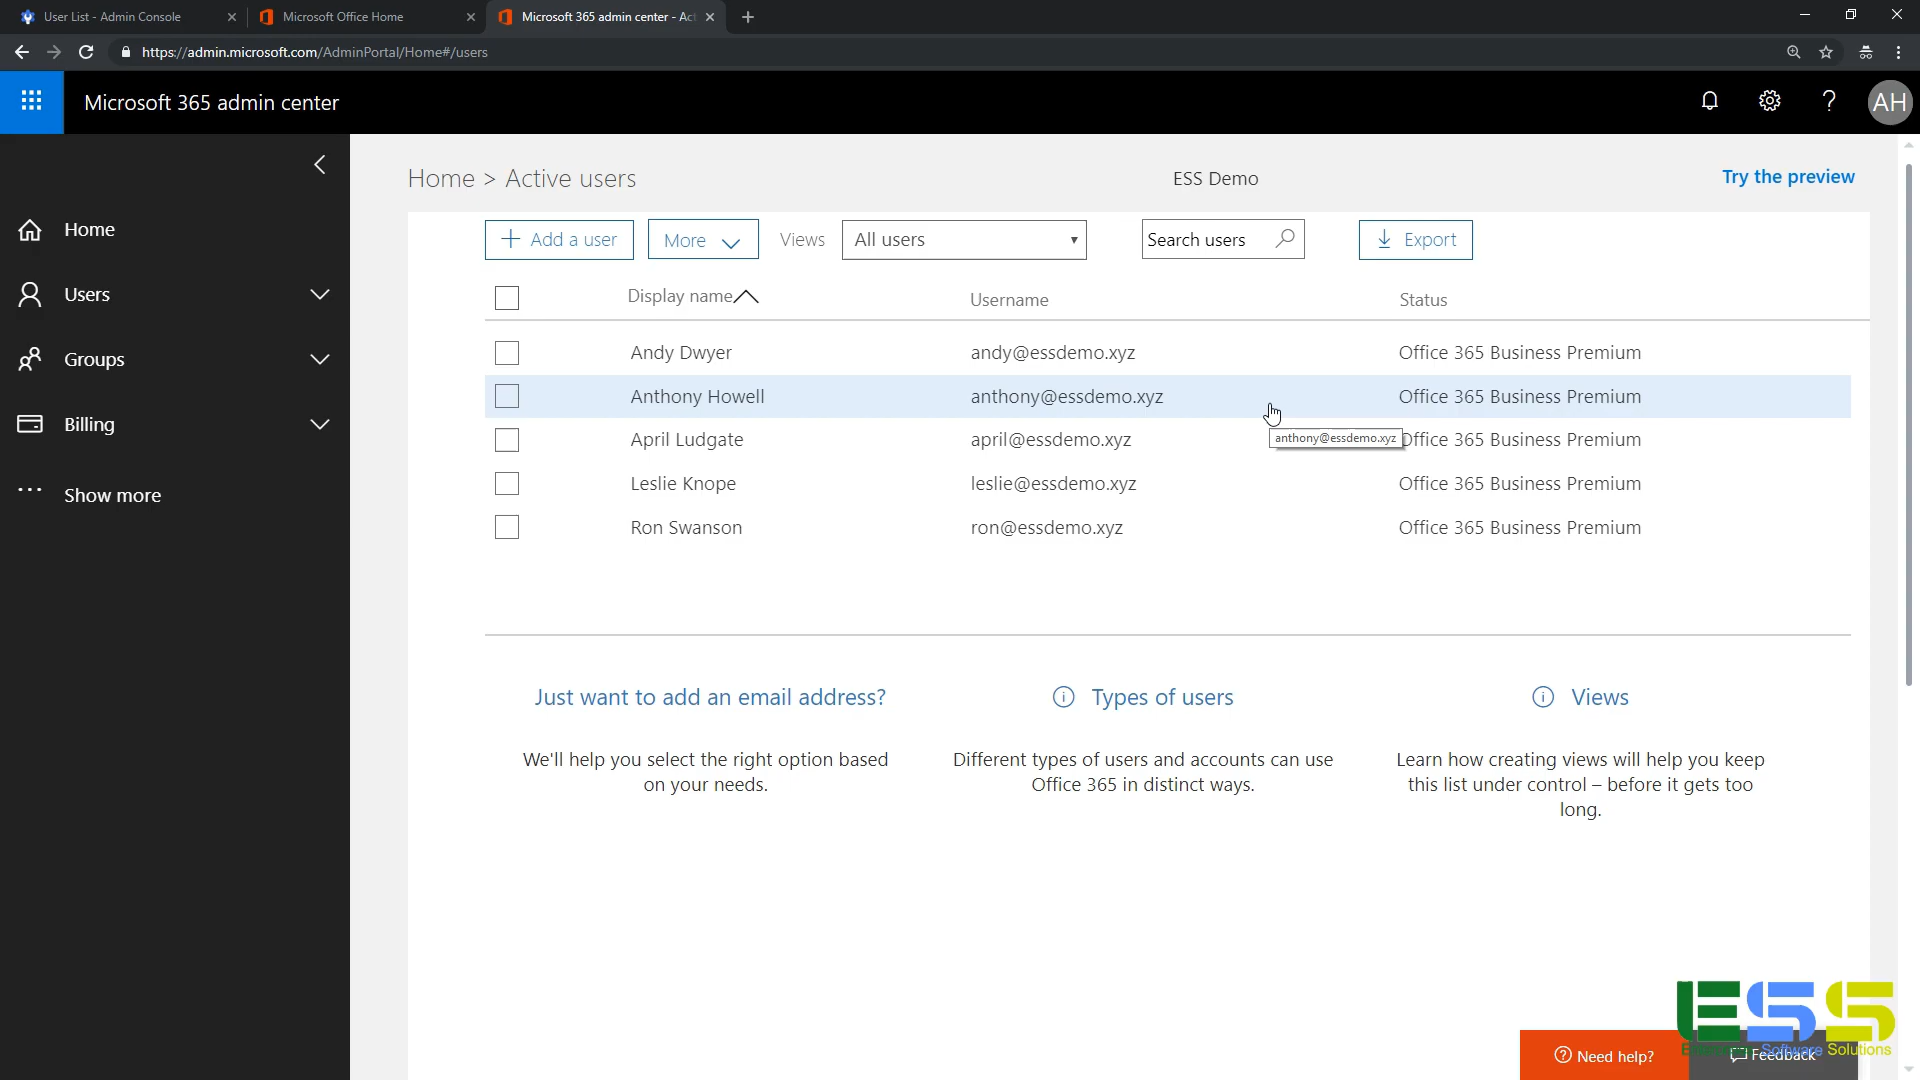 User List - Admin Console
Microsoft Office Home
Microsoft 365 admin center - Act
https://admin.microsoft.com/AdminPortal/Home#/users
Microsoft 365 admin center
AH
Home
Users
Groups
Billing
Show more
Home > Active users
ESS Demo
Try the preview
Add a user
More
Views
All users
Search users
Export
Display name
Username
Status
Andy Dwyer andy@essdemo.xyz Office 365 Business Premium
Anthony Howell anthony@essdemo.xyz Office 365 Business Premium
April Ludgate april@essdemo.xyz Office 365 Business Premium
anthony@essdemo.xyz
Leslie Knope leslie@essdemo.xyz Office 365 Business Premium
Ron Swanson ron@essdemo.xyz Office 365 Business Premium
Just want to add an email address?
We'll help you select the right option based
on your needs.
Types of users
Different types of users and accounts can use
Office 365 in distinct ways.
Views
Learn how creating views will help you keep
this list under control – before it gets too
long.
ESS
Software Solutions
Need help?
Feedback